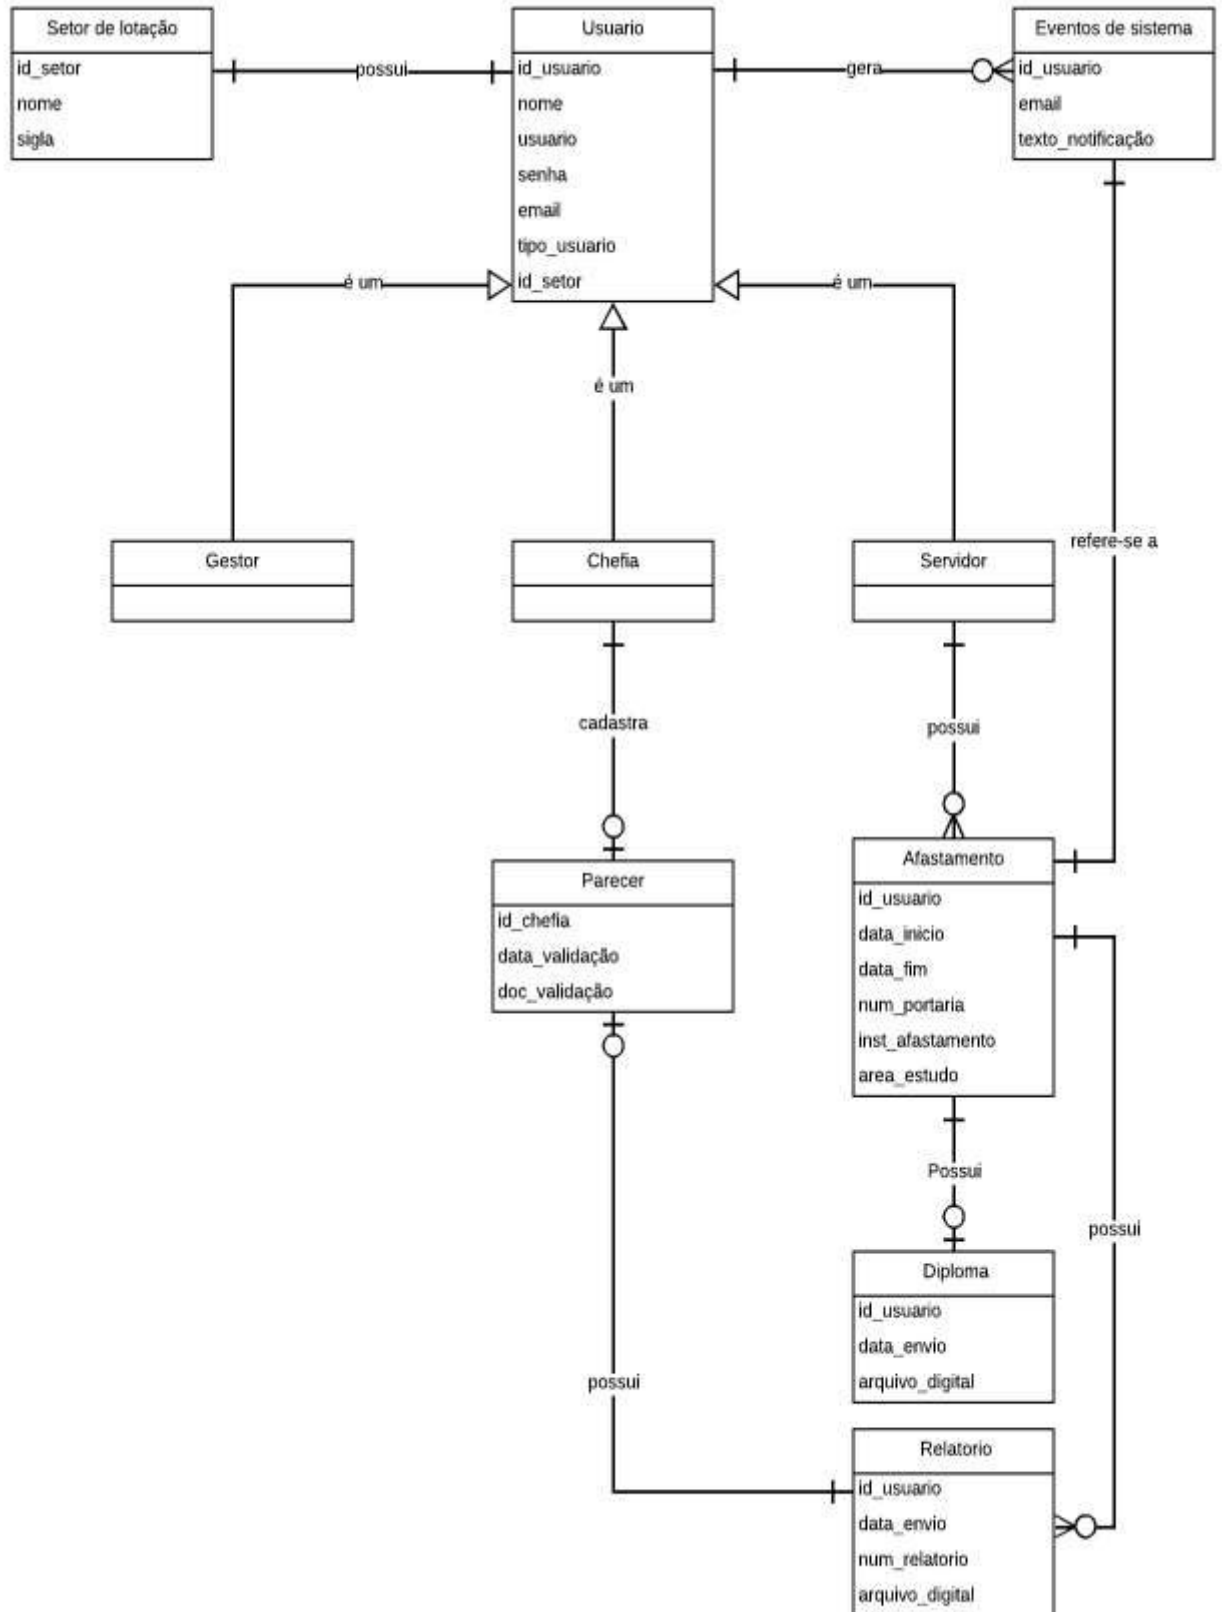 Setor de lotação
id_setor
nome
sigla
possui
Usuario
id_usuario
nome
usuario
senha
email
tipo_usuario
id_setor
gera
Eventos de sistema
id_usuario
email
texto_notificação
é um
é um
é um
refere-se a
Gestor
Chefia
Servidor
cadastra
possui
Parecer
id_chefia
data_validação
doc_validação
Afastamento
id_usuario
data_inicio
data_fim
num_portaria
inst_afastamento
area_estudo
Possui
possui
Diploma
id_usuario
data_envio
arquivo_digital
possui
Relatorio
id_usuario
data_envio
num_relatorio
arquivo_digital